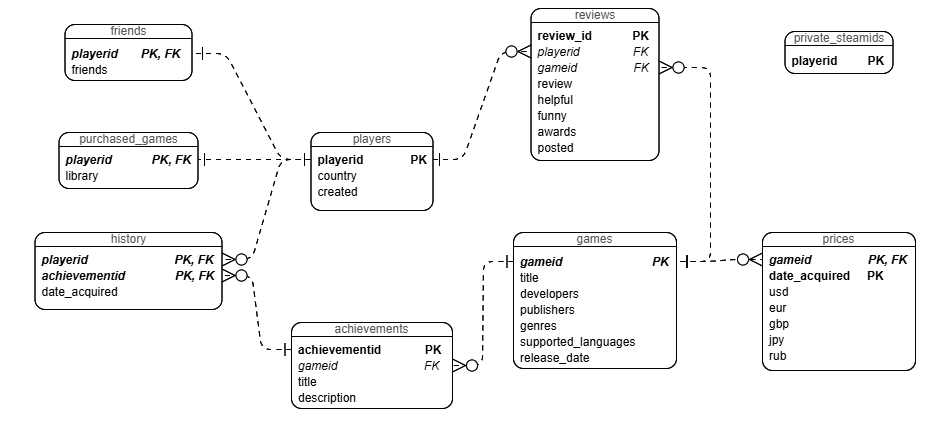 friends
playerid PK, FK
friends
purchased_games
playerid PK, FK
library
history
playerid PK, FK
achievementid PK, FK
date_acquired
players
playerid PK
country
created
achievements
achievementid PK
gameid FK
title
description
reviews
review_id PK
playerid FK
gameid FK
review
helpful
funny
awards
posted
games
gameid PK
title
developers
publishers
genres
supported_languages
release_date
private_steamids
playerid PK
prices
gameid PK, FK
date_acquired PK
usd
eur
gbp
jpy
rub